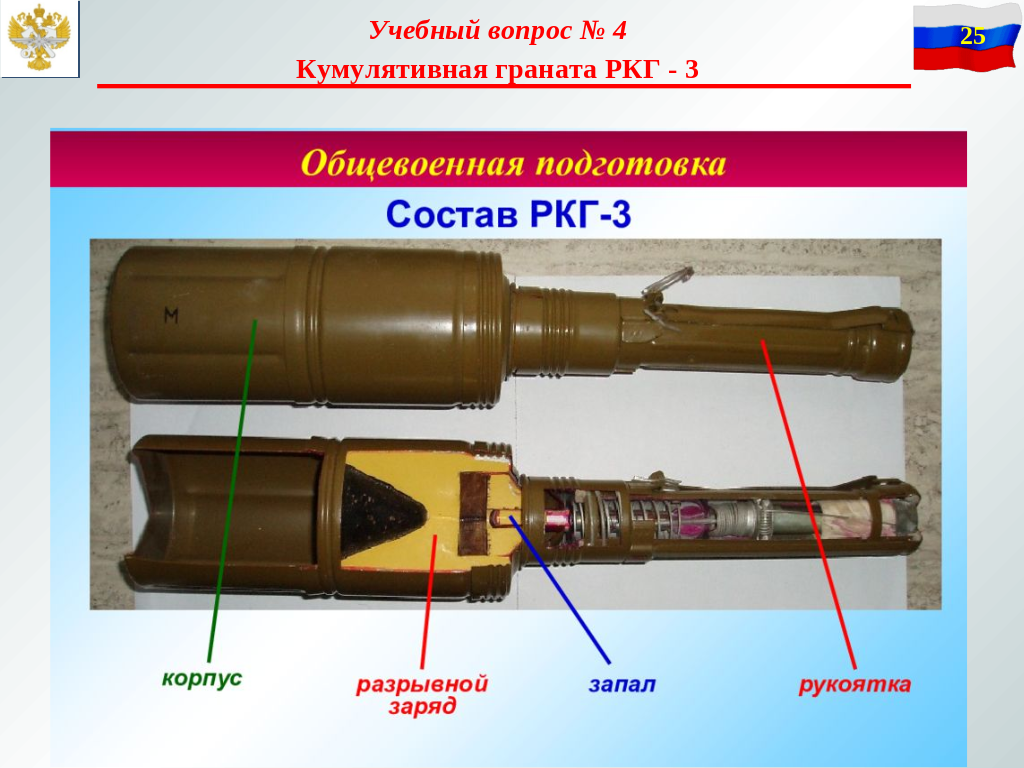 Учебный вопрос № 4
25
Кумулятивная граната РКГ - 3
Общевоенная подготовка
Состав РКГ-3
М
корпус
разрывной
заряд
запал
рукоятка